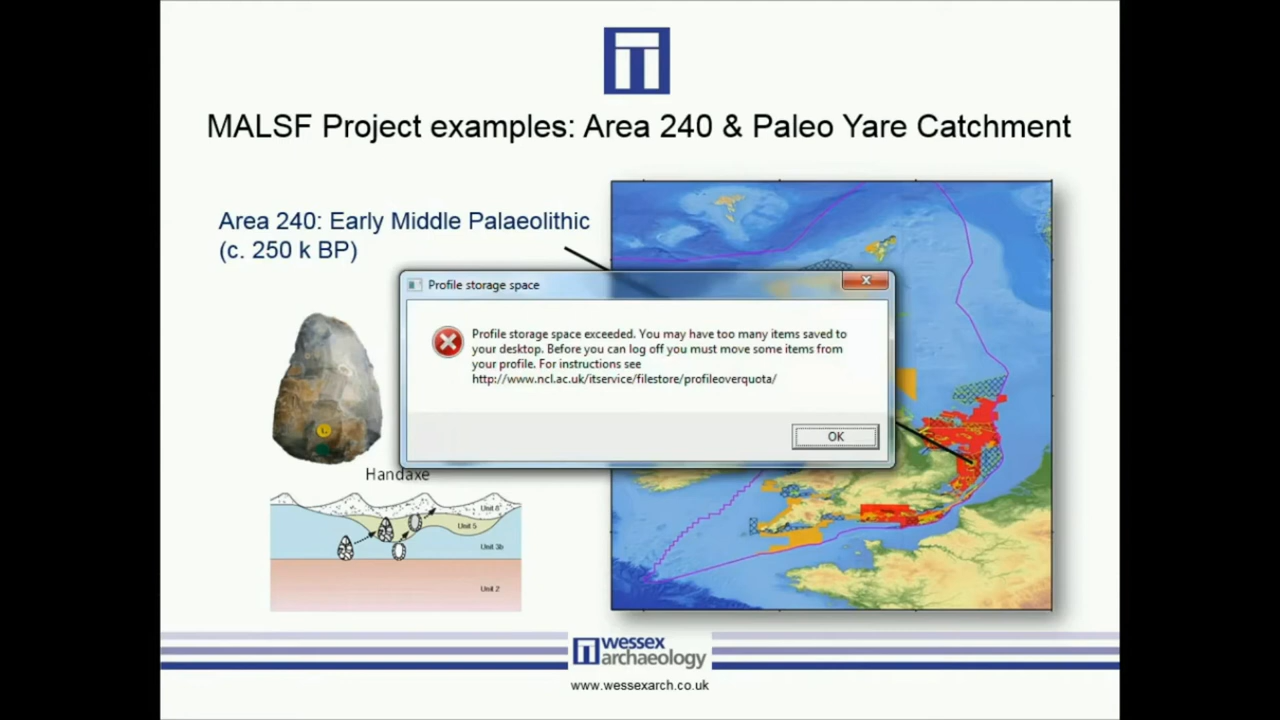 MALSF Project examples: Area 240 & Paleo Yare Catchment
Area 240: Early Middle Palaeolithic
(c. 250 k BP)
Profile storage space
Profile storage space exceeded. You may have too many items saved to
your desktop. Before you can log off you must move some items from
your profile. For instructions see
http://www.ncl.ac.uk/itservice/filestore/profileoverquota/
OK
Handaxe
Unit 5
Unit 3b
Unit 2
wessex
archaeology
www.wessexarch.co.uk